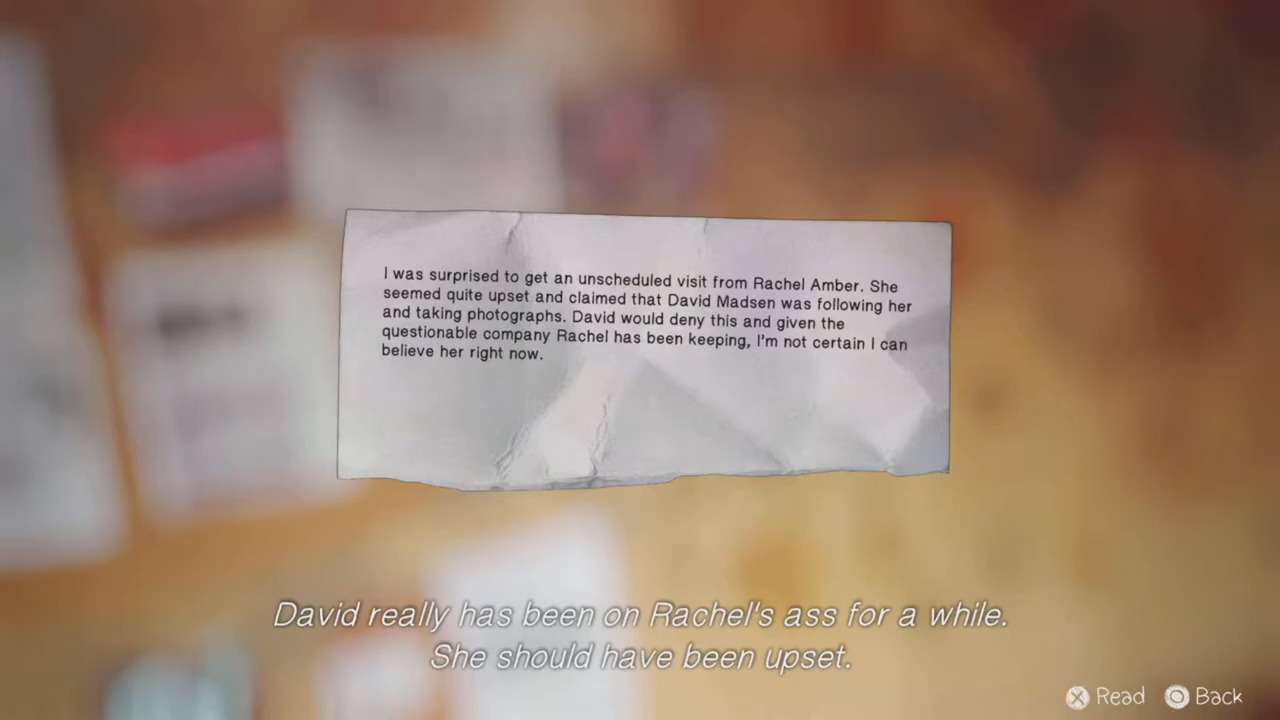 I was surprised to get an unscheduled visit from Rachel Amber. She
seemed quite upset and claimed that David Madsen was following her
and taking photographs. David would deny this and given the
questionable company Rachel has been keeping, I'm not certain I can
believe her right now.
David really has been on Rachel's ass for a while.
She should have been upset.
Read Back